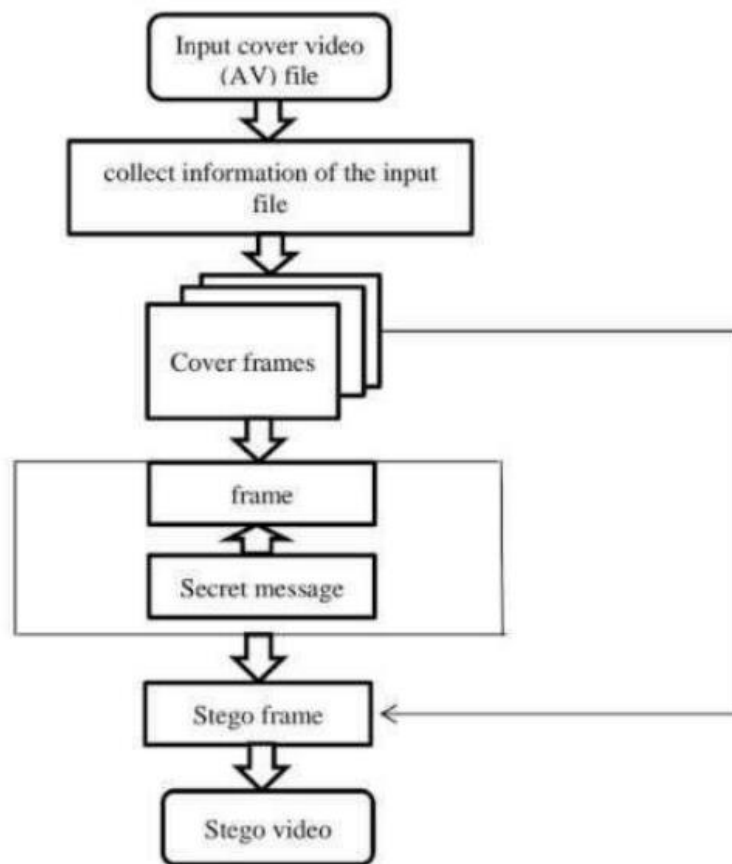 Input cover video
(AV) file
collect information of the input
file
Cover frames
frame
Secret message
Stego frame
Stego video